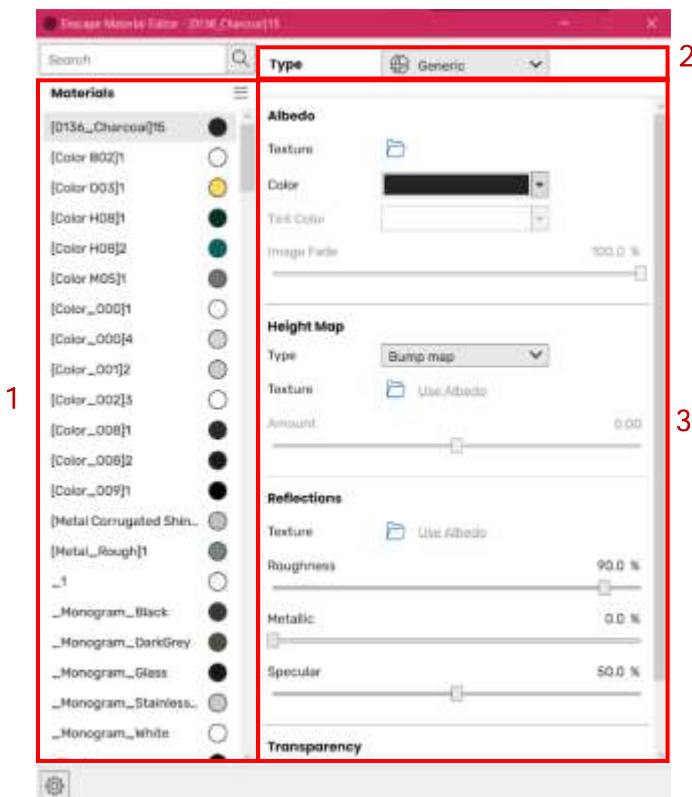 Enscape Material Editor - [0136_Charcoal]15
Search
Type Generic
2
Materials
[0136_Charcoal]15
[Color B02]1
[Color D03]1
[Color H08]1
[Color H08]2
[Color M05]1
[Color_000]1
[Color_000]4
[Color_001]2
[Color_002]3
[Color_008]1
[Color_008]2
[Color_009]1
[Metal Corrugated Shin...
[Metal_Rough]1
_1
_Monogram_Black
_Monogram_DarkGrey
_Monogram_Glass
_Monogram_Stainless...
_Monogram_White
1
Albedo
Texture
Color
Tint Color
Image Fade 100.0 %
Height Map
Type Bump map
Texture Use Albedo
Amount 0.00
3
Reflections
Texture Use Albedo
Roughness 90.0 %
Metallic 0.0 %
Specular 50.0 %
Transparency